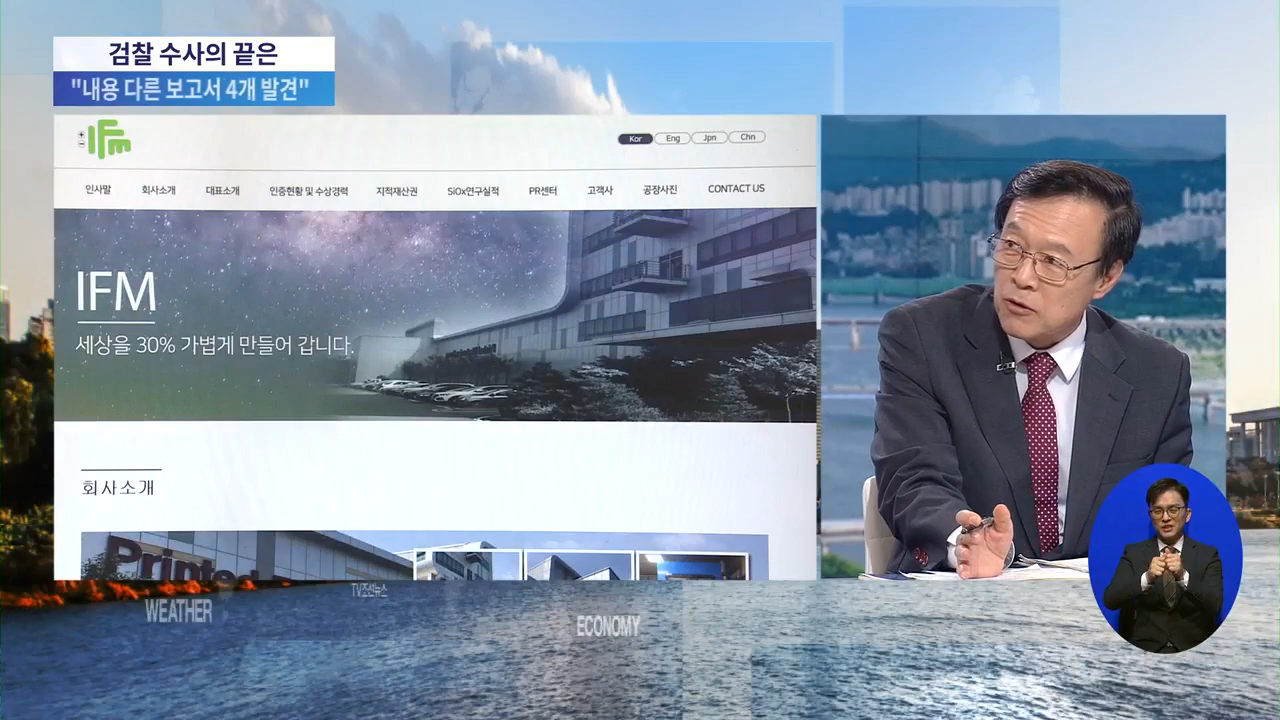 검찰 수사의 끝은
"내용 다른 보고서 4개 발견"
IFm
Kor Eng Jpn Chn
인사말 회사소개 대표소개 인증현황 및 수상경력 지적재산권 SiOx연구실적 PR센터 고객사 공장사진 CONTACT US
IFM
세상을 30% 가볍게 만들어 갑니다.
회사소개
Printed
TV조선뉴스
WEATHER
ECONOMY